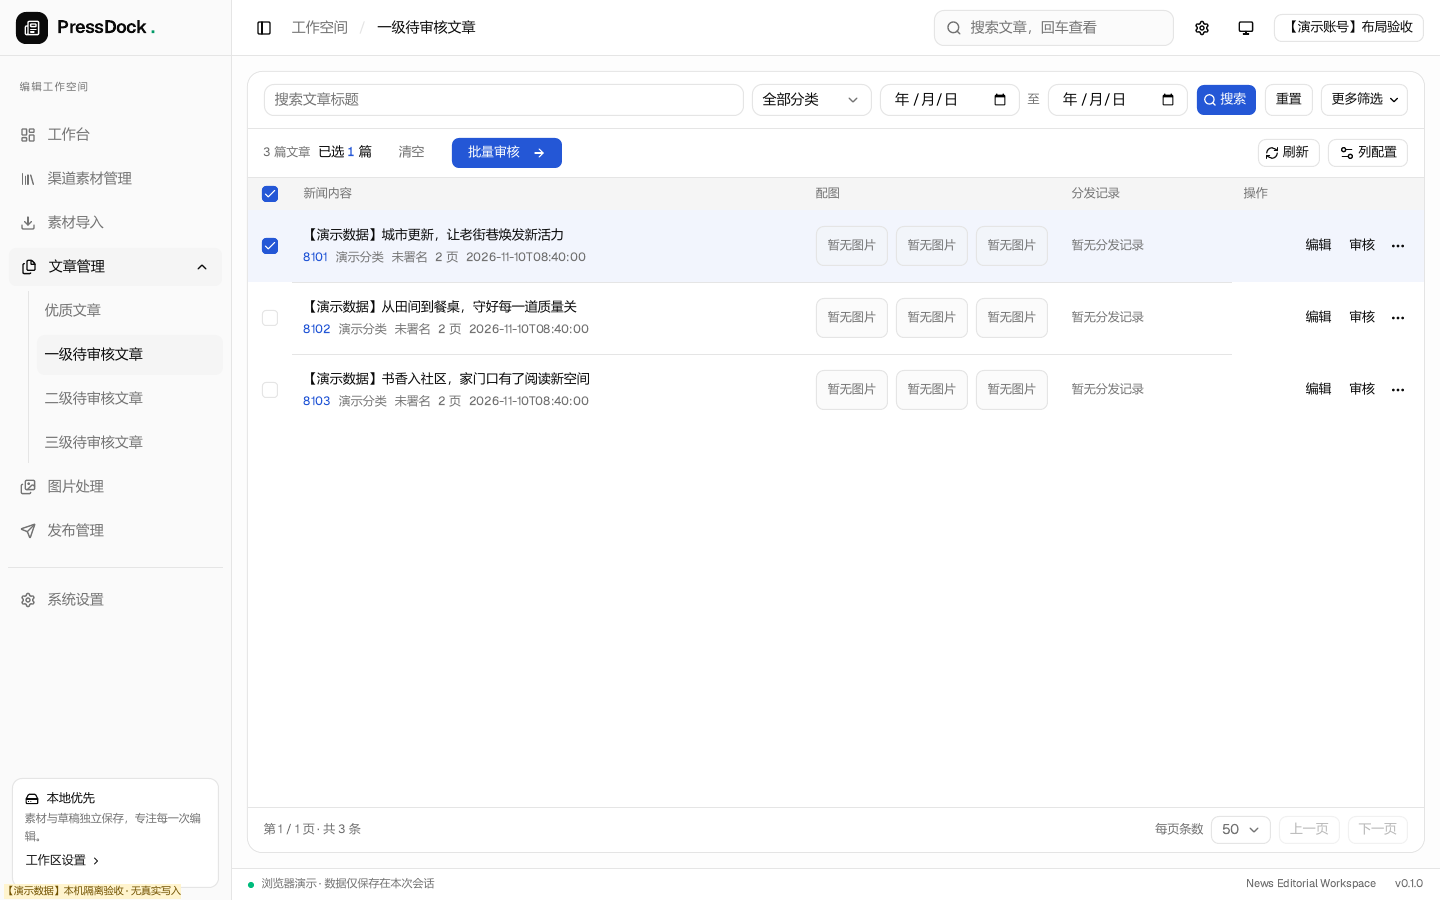 PressDock.
工作空间 / 一级待审核文章
搜索文章，回车查看
【演示账号】布局验收
编辑工作空间
工作台
渠道素材管理
素材导入
文章管理
优质文章
一级待审核文章
二级待审核文章
三级待审核文章
图片处理
发布管理
系统设置
本地优先
素材与草稿独立保存，专注每一次编
辑。
工作区设置
【演示数据】本机隔离验收 · 无真实写入
搜索文章标题
全部分类
年 /月/日
至
年 /月/日
搜索
重置
更多筛选
3 篇文章 已选 1 篇
清空
批量审核
刷新
列配置
新闻内容 配图 分发记录 操作
【演示数据】城市更新，让老街巷焕发新活力
8101 演示分类 未署名 2 页 2026-11-10T08:40:00
暂无图片 暂无图片 暂无图片 暂无分发记录 编辑 审核
【演示数据】从田间到餐桌，守好每一道质量关
8102 演示分类 未署名 2 页 2026-11-10T08:40:00
暂无图片 暂无图片 暂无图片 暂无分发记录 编辑 审核
【演示数据】书香入社区，家门口有了阅读新空间
8103 演示分类 未署名 2 页 2026-11-10T08:40:00
暂无图片 暂无图片 暂无图片 暂无分发记录 编辑 审核
第 1 / 1 页 · 共 3 条
每页条数 50 上一页 下一页
浏览器演示 · 数据仅保存在本次会话
News Editorial Workspace v0.1.0